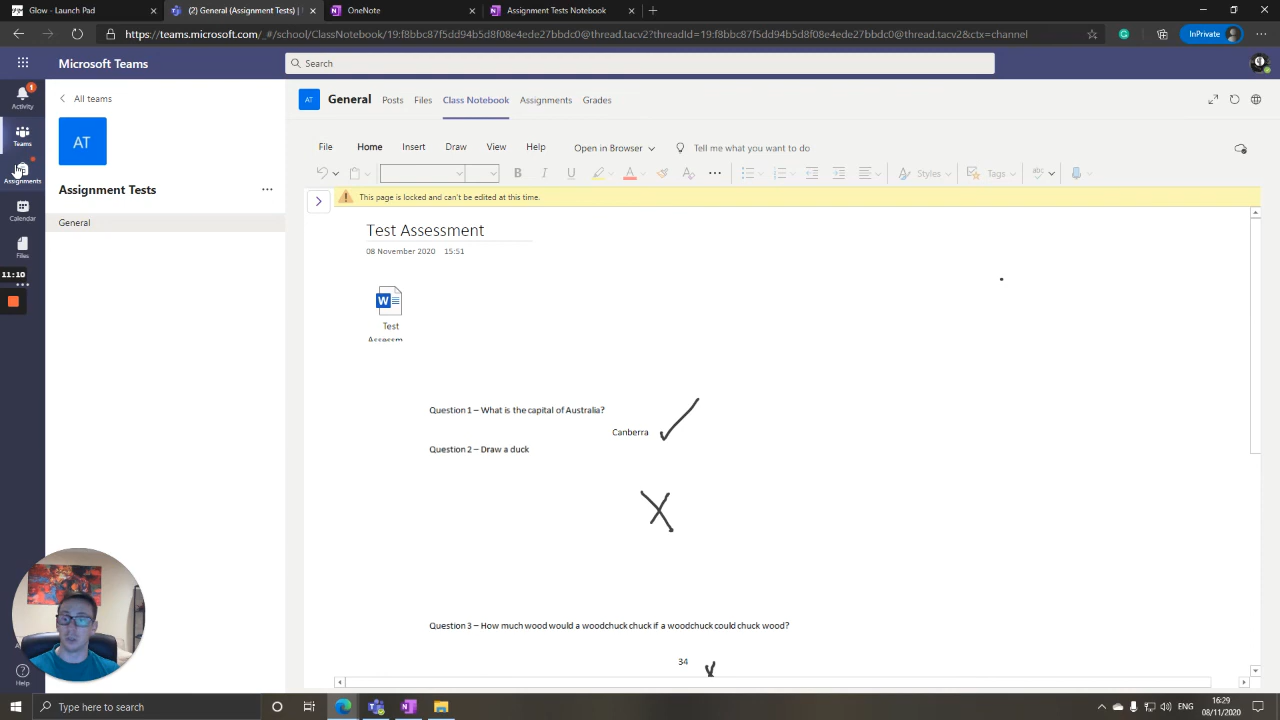 Glow - Launch Pad
(2) General (Assignment Tests) |
OneNote
Assignment Tests Notebook
https://teams.microsoft.com/_#/school/ClassNotebook/19:f8bbc87f5dd94b5d8f08e4ede27bbdc0@thread.tacv2?threadId=19:f8bbc87f5dd94b5d8f08e4ede27bbdc0@thread.tacv2&ctx=channel
InPrivate
Microsoft Teams
Search
Activity
Teams
Assignments
Calendar
Files
11:10
Help
All teams
AT
Assignment Tests
General
AT General Posts Files Class Notebook Assignments Grades
File Home Insert Draw View Help Open in Browser Tell me what you want to do
B I U A Styles Tags
This page is locked and can't be edited at this time.
Test Assessment
08 November 2020 15:51
W
Test
Assessm
Question 1 – What is the capital of Australia?
Canberra
Question 2 – Draw a duck
Question 3 – How much wood would a woodchuck chuck if a woodchuck could chuck wood?
34
Type here to search
ENG
16:29
08/11/2020